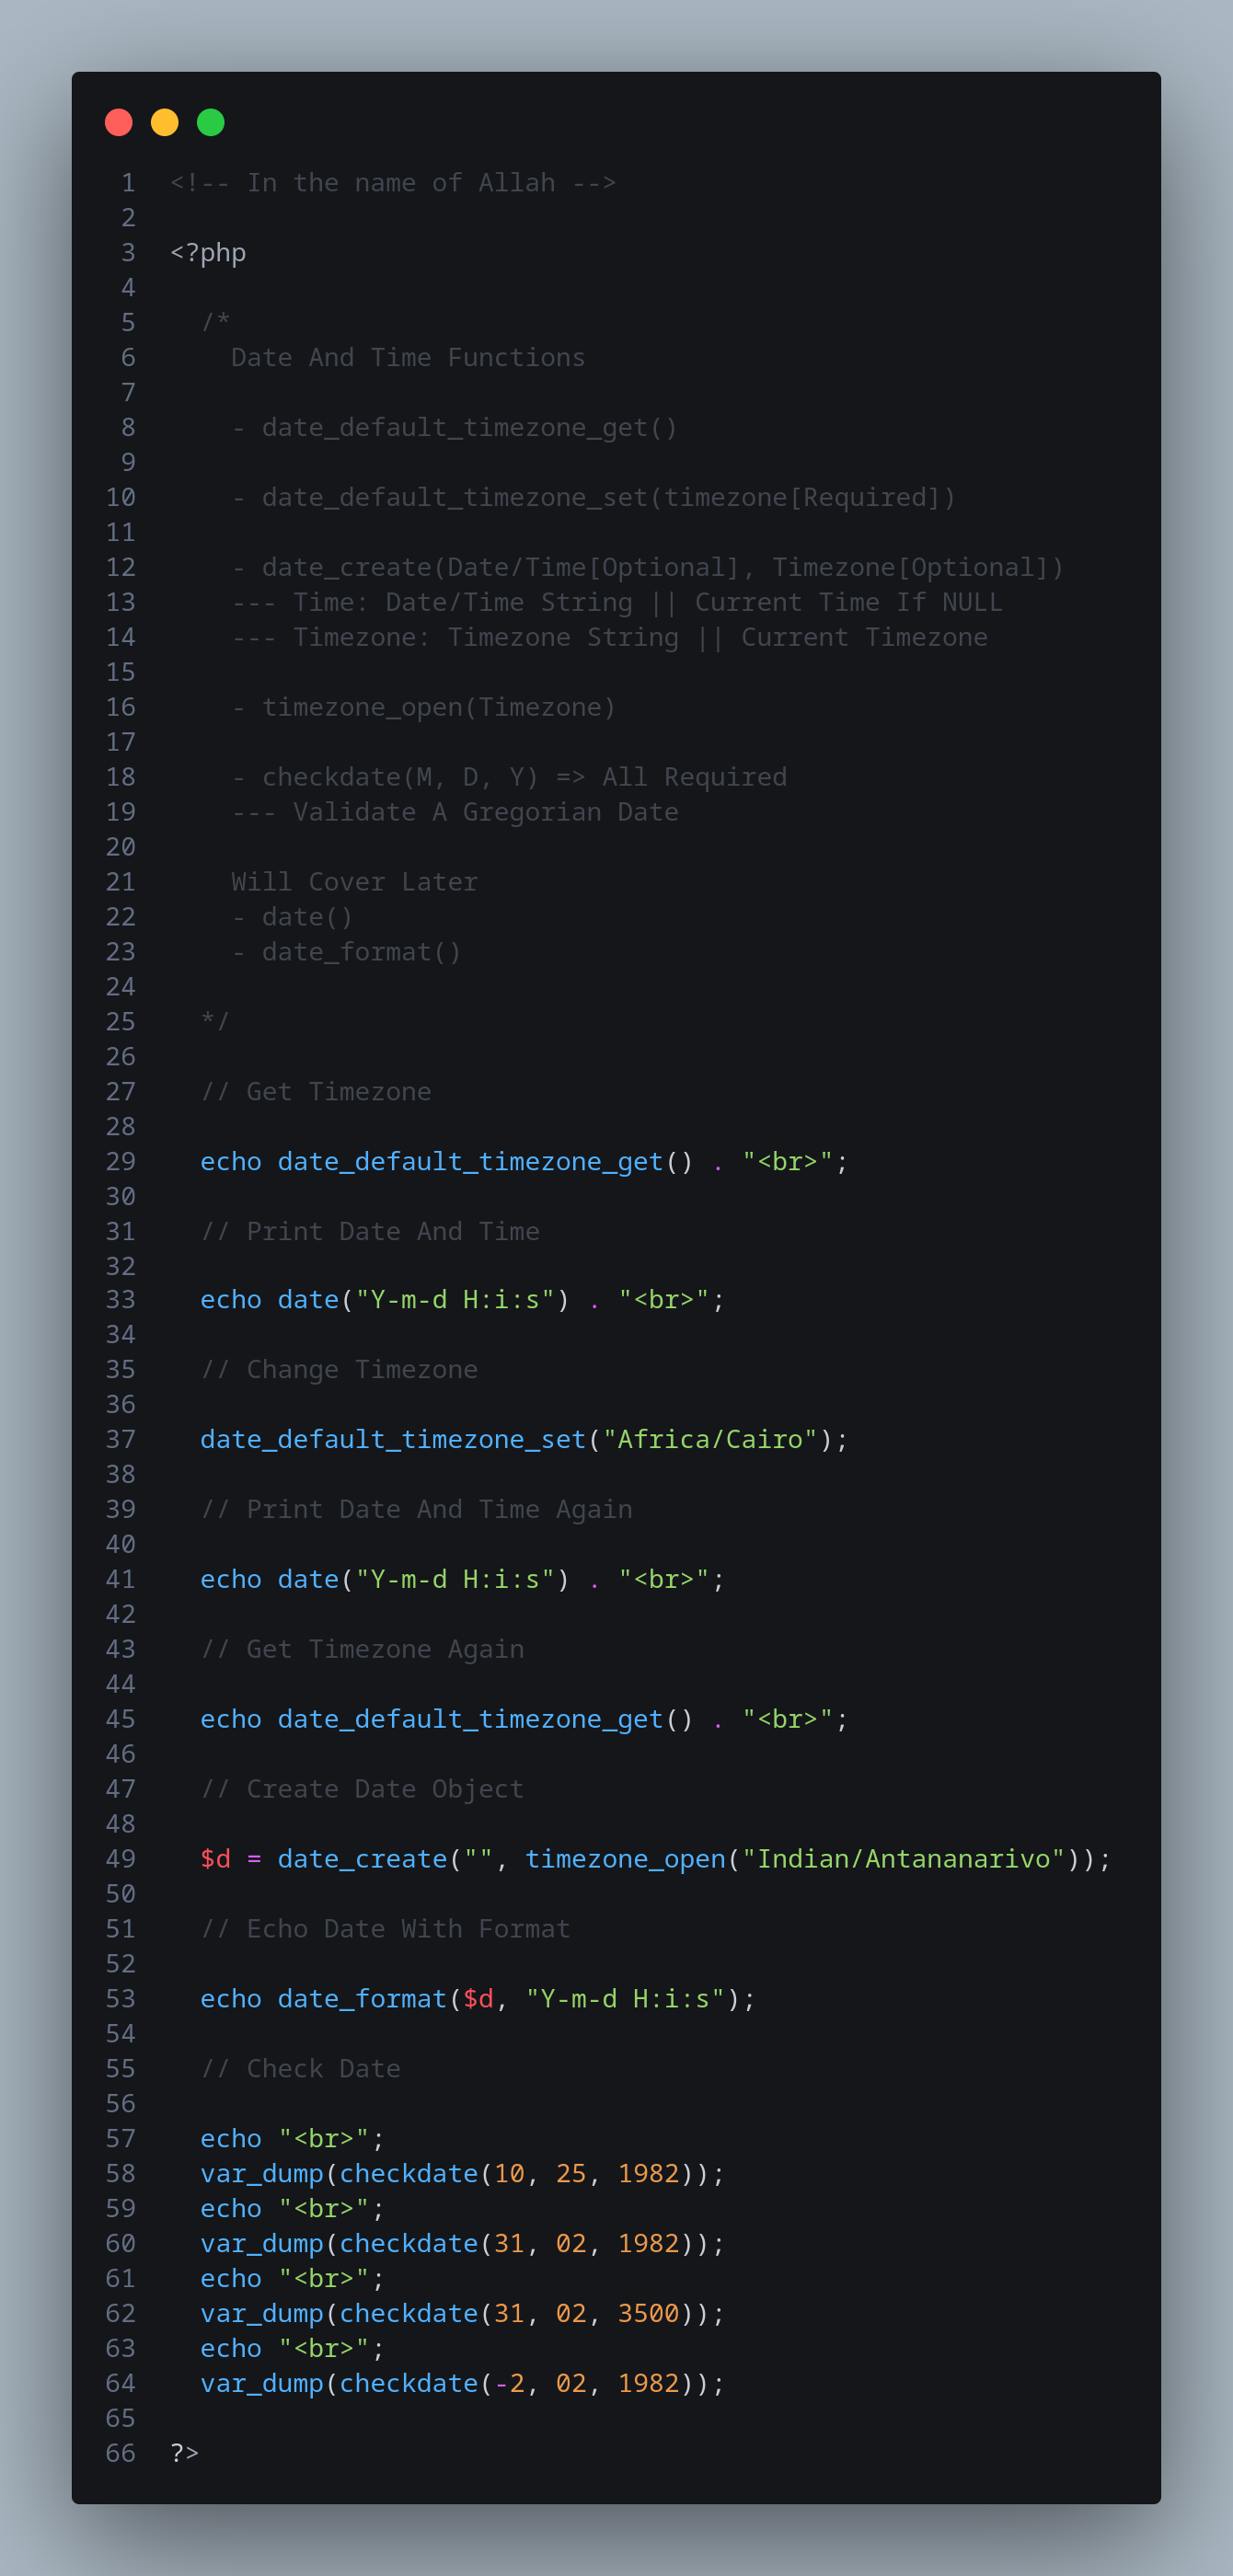 1 <!-- In the name of Allah -->
2
3 <?php
4
5 /*
6 Date And Time Functions
7
8 - date_default_timezone_get()
9
10 - date_default_timezone_set(timezone[Required])
11
12 - date_create(Date/Time[Optional], Timezone[Optional])
13 --- Time: Date/Time String || Current Time If NULL
14 --- Timezone: Timezone String || Current Timezone
15
16 - timezone_open(Timezone)
17
18 - checkdate(M, D, Y) => All Required
19 --- Validate A Gregorian Date
20
21 Will Cover Later
22 - date()
23 - date_format()
24
25 */
26
27 // Get Timezone
28
29 echo date_default_timezone_get() . "<br>";
30
31 // Print Date And Time
32
33 echo date("Y-m-d H:i:s") . "<br>";
34
35 // Change Timezone
36
37 date_default_timezone_set("Africa/Cairo");
38
39 // Print Date And Time Again
40
41 echo date("Y-m-d H:i:s") . "<br>";
42
43 // Get Timezone Again
44
45 echo date_default_timezone_get() . "<br>";
46
47 // Create Date Object
48
49 $d = date_create("", timezone_open("Indian/Antananarivo"));
50
51 // Echo Date With Format
52
53 echo date_format($d, "Y-m-d H:i:s");
54
55 // Check Date
56
57 echo "<br>";
58 var_dump(checkdate(10, 25, 1982));
59 echo "<br>";
60 var_dump(checkdate(31, 02, 1982));
61 echo "<br>";
62 var_dump(checkdate(31, 02, 3500));
63 echo "<br>";
64 var_dump(checkdate(-2, 02, 1982));
65
66 ?>